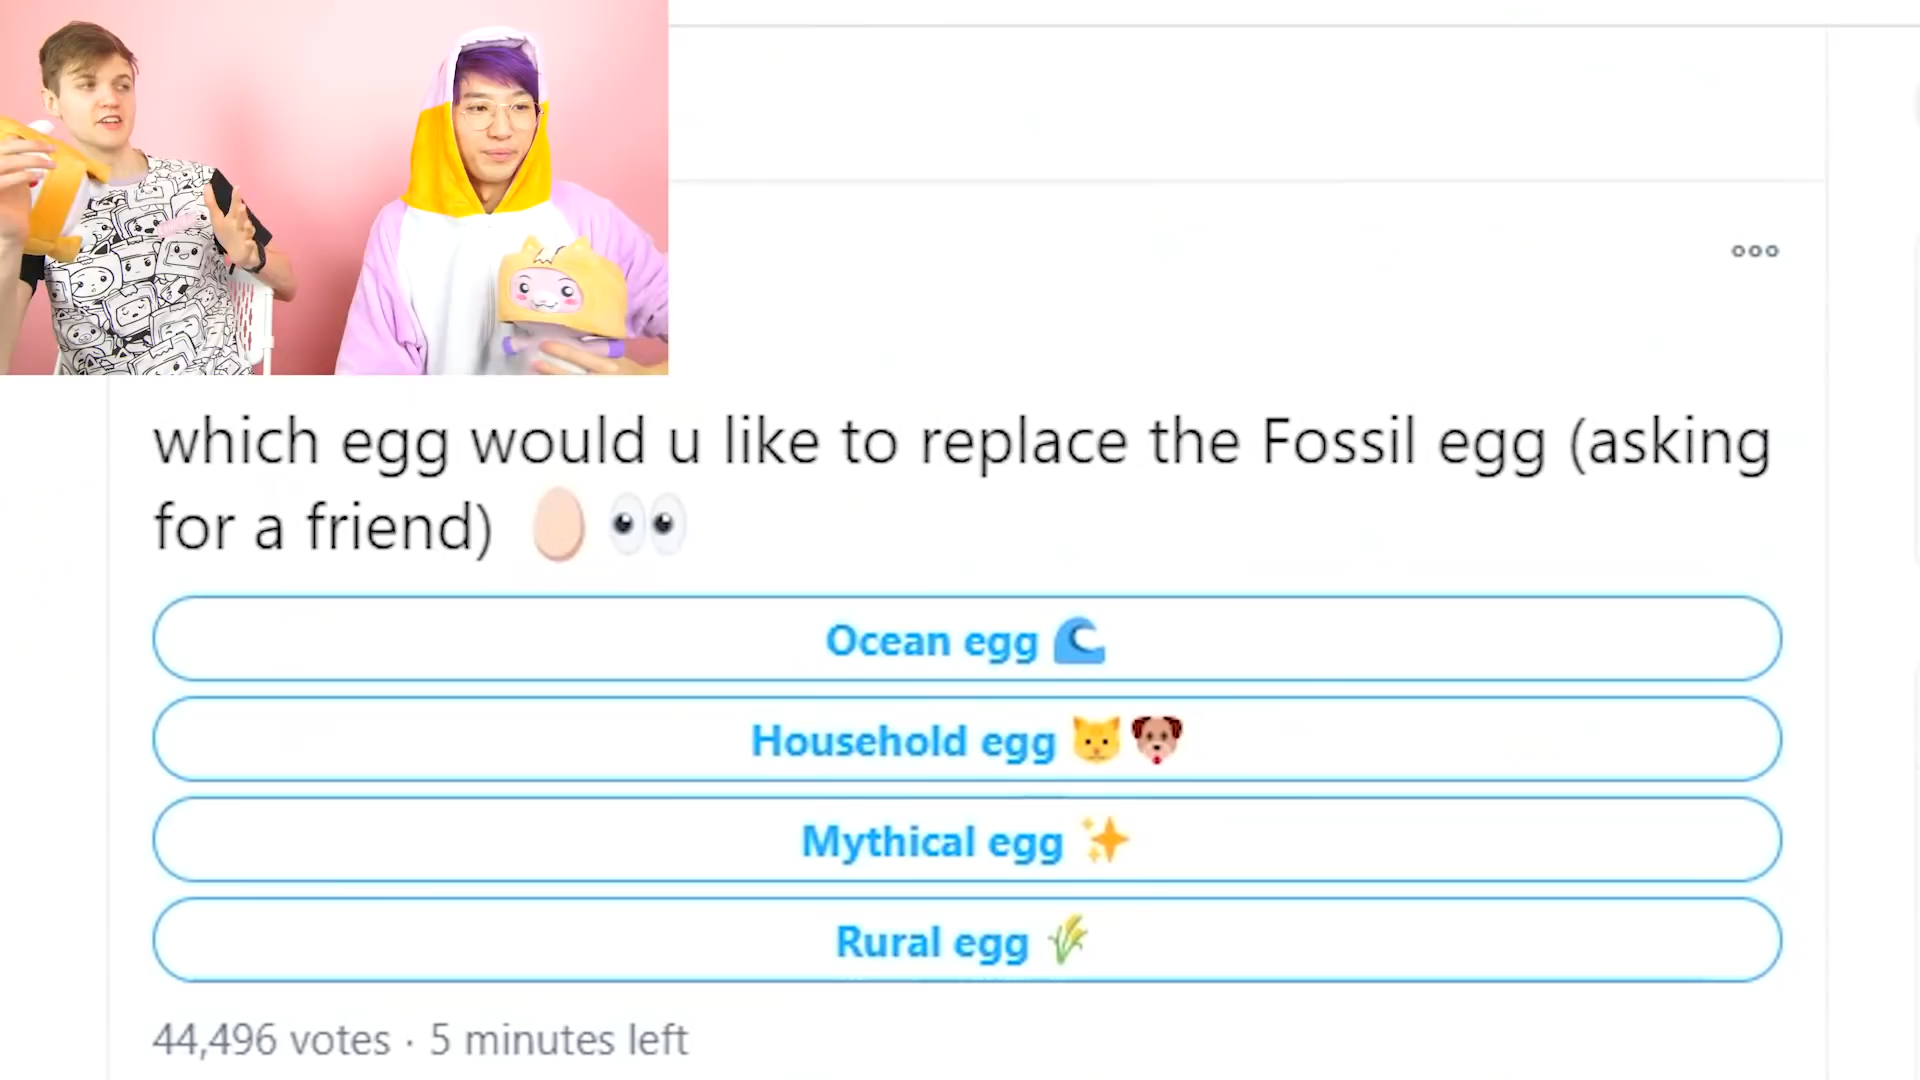 which egg would u like to replace the Fossil egg (asking
for a friend) 🥚👀
Ocean egg 🌊
Household egg 🐱🐶
Mythical egg ✨
Rural egg 🌾
44,496 votes · 5 minutes left